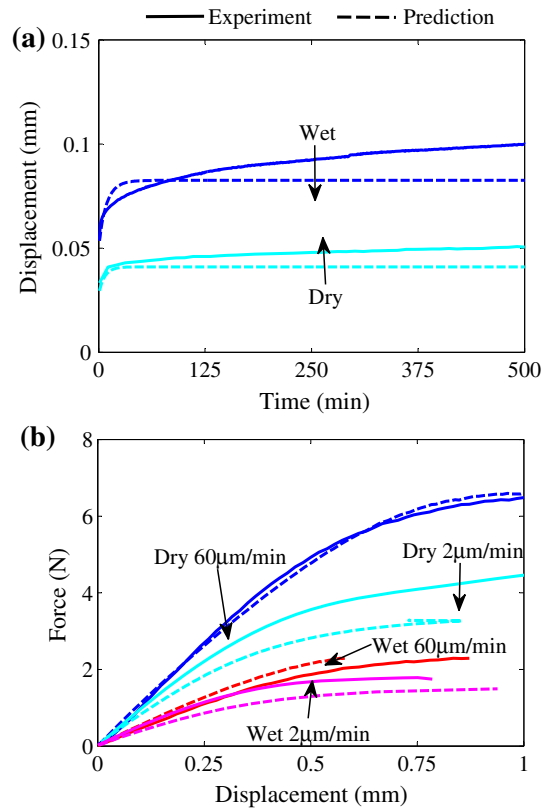 Experiment Prediction
(a)
0.15
0.1
0.05
0
Displacement (mm)
Wet
Dry
0 125 250 375 500
Time (min)
(b)
8
6
4
2
0
Force (N)
Dry 60μm/min
Dry 2μm/min
Wet 60μm/min
Wet 2μm/min
0 0.25 0.5 0.75 1
Displacement (mm)